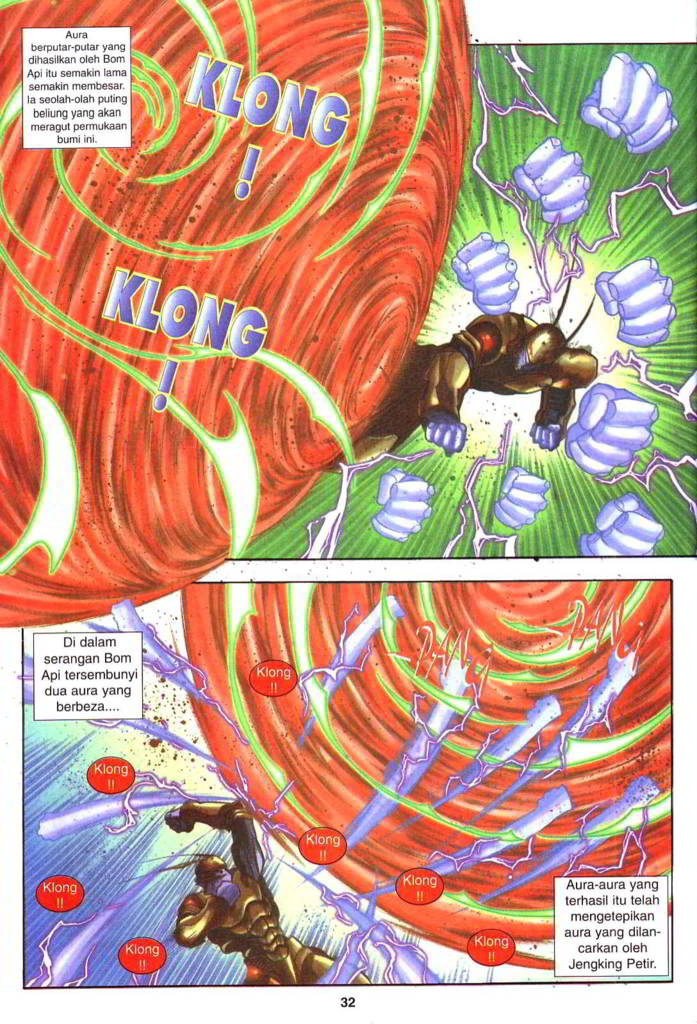 Aura
berputar-putar yang
dihasilkan oleh Bom
Api itu semakin lama
semakin membesar.
Ia seolah-olah puting
beliung yang akan
meragut permukaan
bumi ini.
KLONG
!
KLONG
!
Di dalam
serangan Bom
Api tersembunyi
dua aura yang
berbeza....
PANG
PANG
Klong
!!
Klong
!!
Klong
!!
Klong
!!
Klong
!!
Klong
!!
Klong
!!
Aura-aura yang
terhasil itu telah
mengetepikan
aura yang dilan-
carkan oleh
Jengking Petir.
32